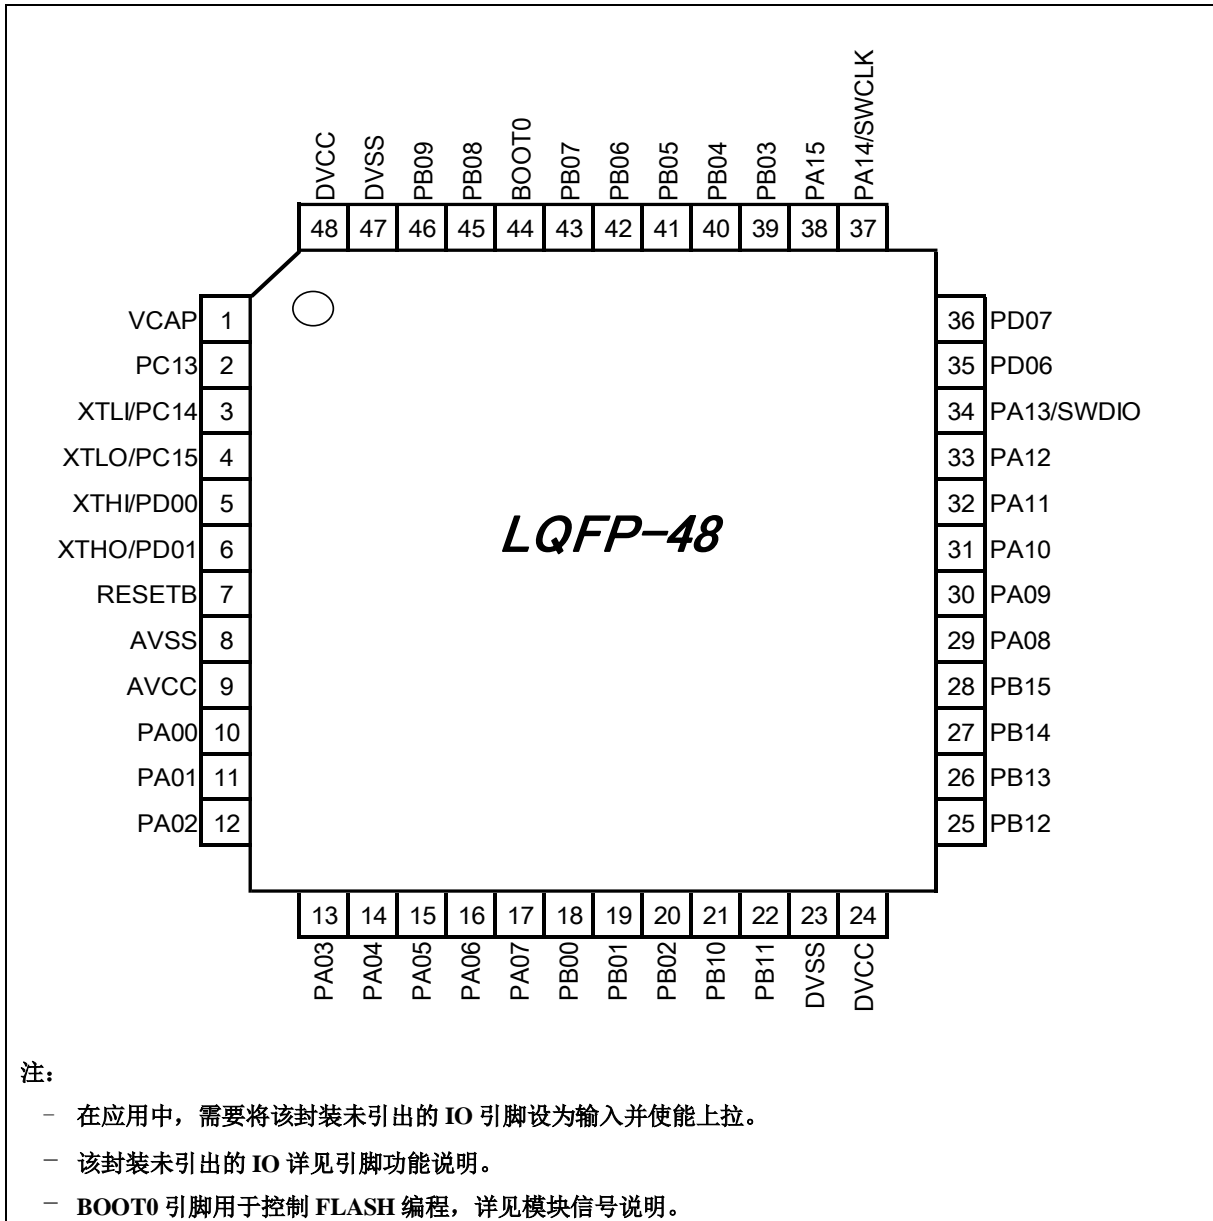 DVCC
DVSS
PB09
PB08
BOOT0
PB07
PB06
PB05
PB04
PB03
PA15
PA14/SWCLK
48 47 46 45 44 43 42 41 40 39 38 37
VCAP 1
PC13 2
XTLI/PC14 3
XTLO/PC15 4
XTHI/PD00 5
XTHO/PD01 6
RESETB 7
AVSS 8
AVCC 9
PA00 10
PA01 11
PA02 12
LQFP-48
36 PD07
35 PD06
34 PA13/SWDIO
33 PA12
32 PA11
31 PA10
30 PA09
29 PA08
28 PB15
27 PB14
26 PB13
25 PB12
13 14 15 16 17 18 19 20 21 22 23 24
PA03
PA04
PA05
PA06
PA07
PB00
PB01
PB02
PB10
PB11
DVSS
DVCC
注：
– 在应用中，需要将该封装未引出的 IO 引脚设为输入并使能上拉。
– 该封装未引出的 IO 详见引脚功能说明。
– BOOT0 引脚用于控制 FLASH 编程，详见模块信号说明。